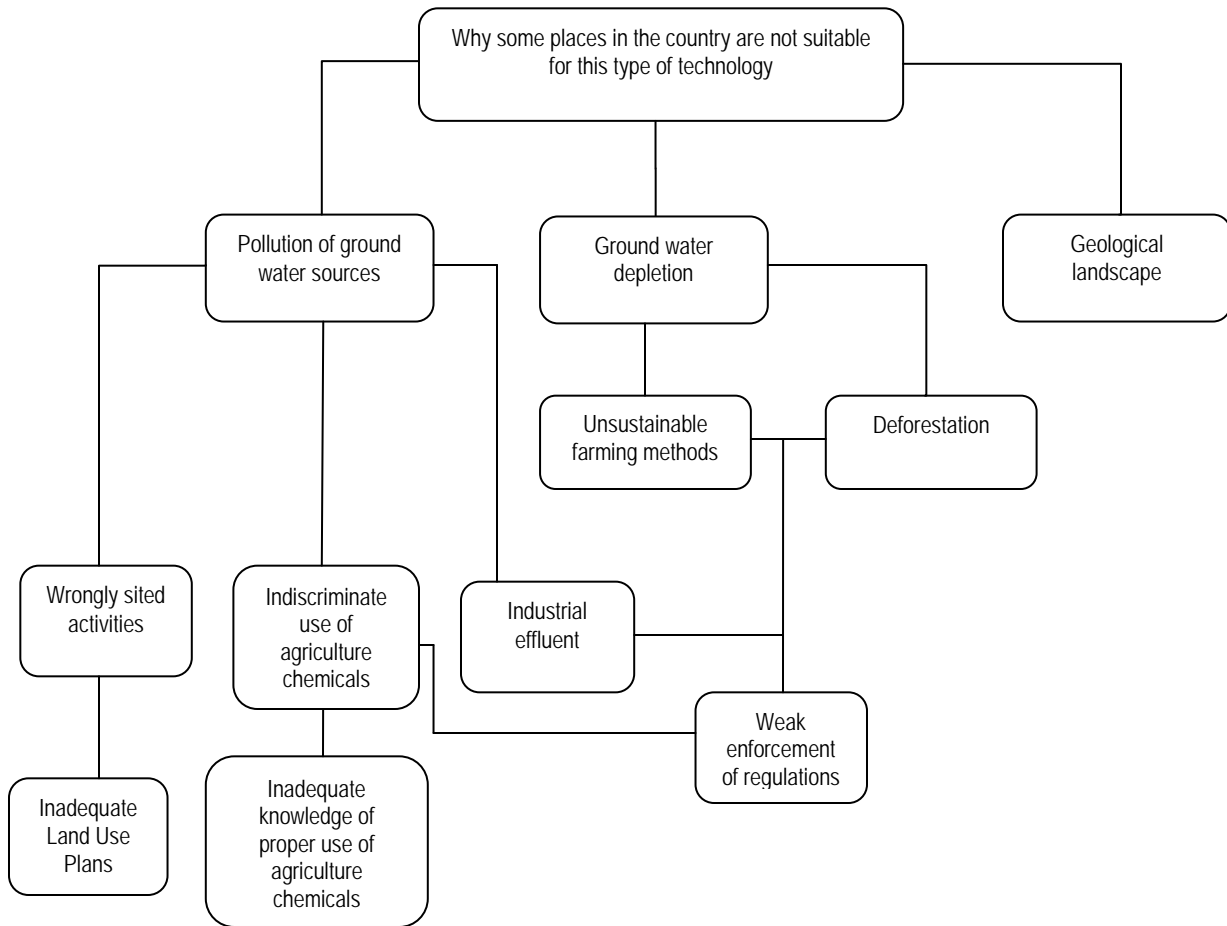 Why some places in the country are not suitable
for this type of technology
Pollution of ground
water sources
Ground water
depletion
Geological
landscape
Unsustainable
farming methods
Deforestation
Wrongly sited
activities
Indiscriminate
use of
agriculture
chemicals
Industrial
effluent
Weak
enforcement
of regulations
Inadequate
Land Use
Plans
Inadequate
knowledge of
proper use of
agriculture
chemicals